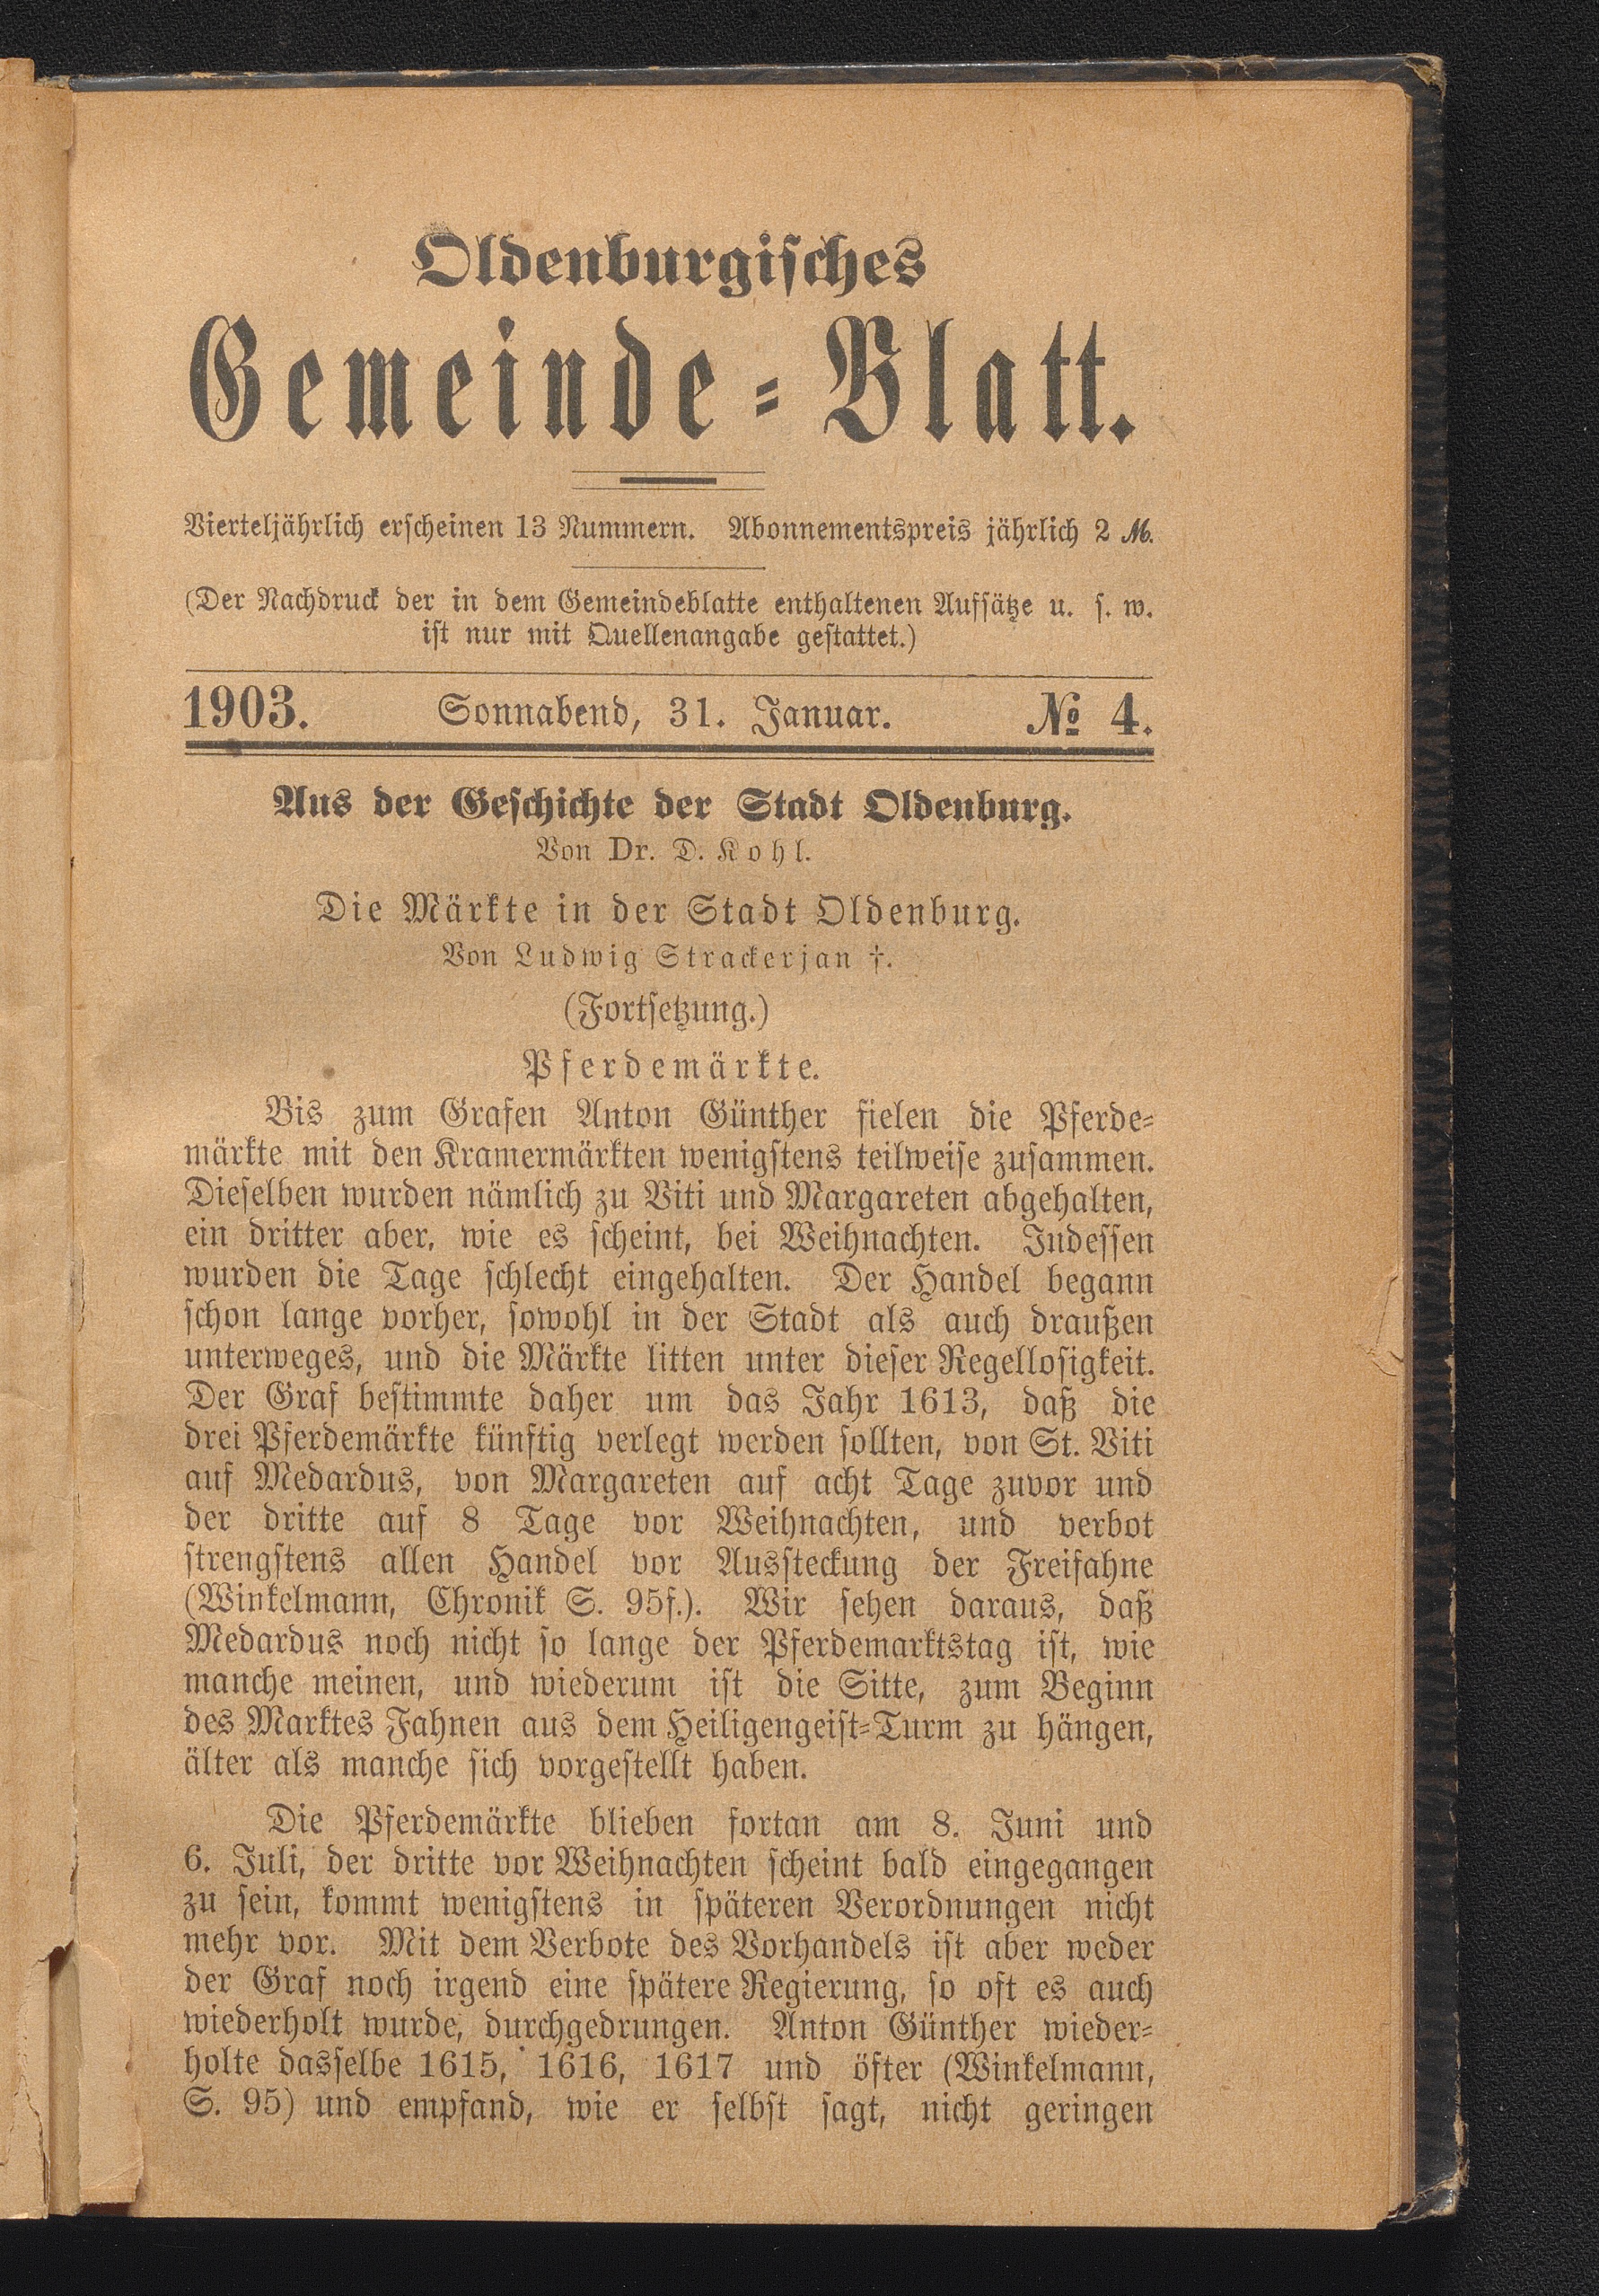 Oldenburgisches
Gemeinde-Blatt.
Vierteljährlich erscheinen 13 Nummern. Abonnementspreis jährlich 2 ℳ.
(Der Nachdruck der in dem Gemeindeblatte enthaltenen Aufsätze u. s. w.
ist nur mit Quellenangabe gestattet.)
1903. Sonnabend, 31. Januar. № 4.
Aus der Geschichte der Stadt Oldenburg.
Von Dr. D. Kohl.
Die Märkte in der Stadt Oldenburg.
Von Ludwig Strackerjan †.
(Fortsetzung.)
Pferdemärkte.
Bis zum Grafen Anton Günther fielen die Pferde-
märkte mit den Kramermärkten wenigstens teilweise zusammen.
Dieselben wurden nämlich zu Viti und Margareten abgehalten,
ein dritter aber, wie es scheint, bei Weihnachten. Indessen
wurden die Tage schlecht eingehalten. Der Handel begann
schon lange vorher, sowohl in der Stadt als auch draußen
unterweges, und die Märkte litten unter dieser Regellosigkeit.
Der Graf bestimmte daher um das Jahr 1613, daß die
drei Pferdemärkte künftig verlegt werden sollten, von St. Viti
auf Medardus, von Margareten auf acht Tage zuvor und
der dritte auf 8 Tage vor Weihnachten, und verbot
strengstens allen Handel vor Aussteckung der Freifahne
(Winkelmann, Chronik S. 95f.). Wir sehen daraus, daß
Medardus noch nicht so lange der Pferdemarktstag ist, wie
manche meinen, und wiederum ist die Sitte, zum Beginn
des Marktes Fahnen aus dem Heiligengeist-Turm zu hängen,
älter als manche sich vorgestellt haben.
Die Pferdemärkte blieben fortan am 8. Juni und
6. Juli, der dritte vor Weihnachten scheint bald eingegangen
zu sein, kommt wenigstens in späteren Verordnungen nicht
mehr vor. Mit dem Verbote des Vorhandels ist aber weder
der Graf noch irgend eine spätere Regierung, so oft es auch
wiederholt wurde, durchgedrungen. Anton Günther wieder-
holte dasselbe 1615, 1616, 1617 und öfter (Winkelmann,
S. 95) und empfand, wie er selbst sagt, nicht geringen